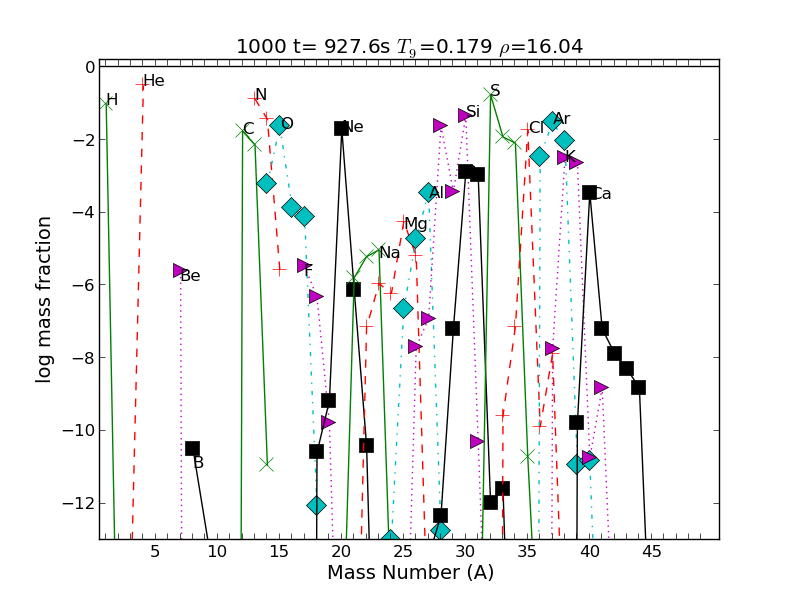 1000 t= 927.6s T₉=0.179 ρ=16.04
log mass fraction
0
−2
−4
−6
−8
−10
−12
H
He
Be
B
C
N
O
F
Ne
Na
Mg
Al
Si
S
Cl
Ar
K
Ca
5
10
15
20
25
30
35
40
45
Mass Number (A)